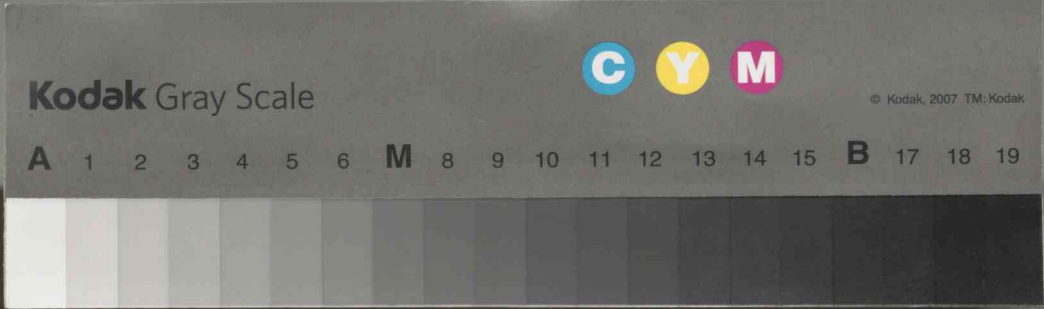 C Y M
Kodak Gray Scale
© Kodak, 2007 TM: Kodak
A 1 2 3 4 5 6 M 8 9 10 11 12 13 14 15 B 17 18 19